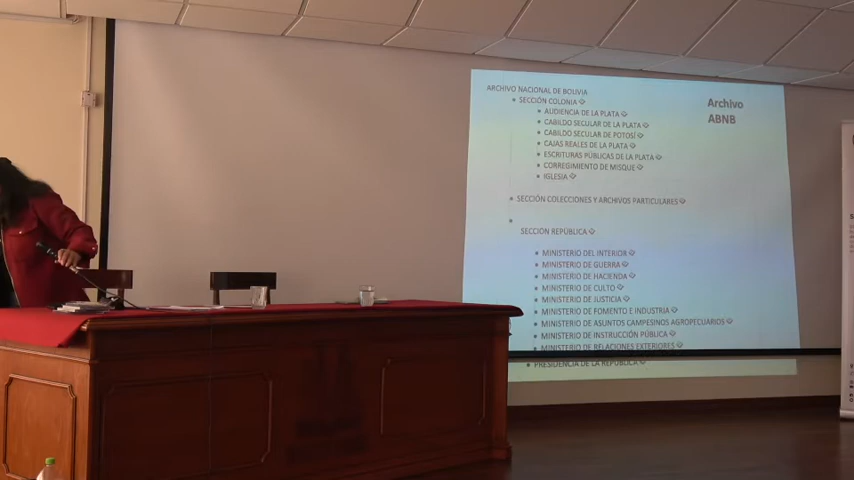 ARCHIVO NACIONAL DE BOLIVIA
• SECCIÓN COLONIA
• AUDIENCIA DE LA PLATA
• CABILDO SECULAR DE LA PLATA
• CABILDO SECULAR DE POTOSÍ
• CAJAS REALES DE LA PLATA
• ESCRITURAS PÚBLICAS DE LA PLATA
• CORREGIMIENTO DE MISQUE
• IGLESIA
• SECCIÓN COLECCIONES Y ARCHIVOS PARTICULARES
•
SECCIÓN REPÚBLICA
• MINISTERIO DEL INTERIOR
• MINISTERIO DE GUERRA
• MINISTERIO DE HACIENDA
• MINISTERIO DE CULTO
• MINISTERIO DE JUSTICIA
• MINISTERIO DE FOMENTO E INDUSTRIA
• MINISTERIO DE ASUNTOS CAMPESINOS AGROPECUARIOS
• MINISTERIO DE INSTRUCCIÓN PÚBLICA
• MINISTERIO DE RELACIONES EXTERIORES
• PRESIDENCIA DE LA REPÚBLICA
Archivo
ABNB